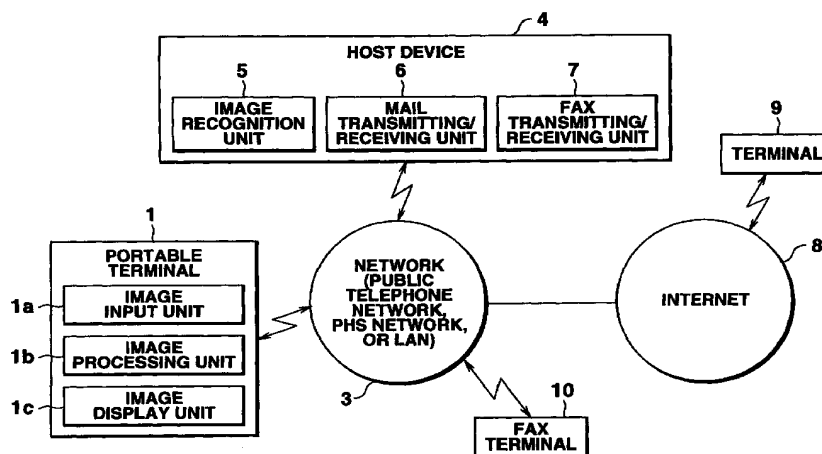 4
HOST DEVICE
5
IMAGE
RECOGNITION
UNIT
6
MAIL
TRANSMITTING/
RECEIVING UNIT
7
FAX
TRANSMITTING/
RECEIVING UNIT
9
TERMINAL
1
PORTABLE
TERMINAL
1a
IMAGE
INPUT UNIT
1b
IMAGE
PROCESSING UNIT
1c
IMAGE
DISPLAY UNIT
NETWORK
(PUBLIC
TELEPHONE
NETWORK,
PHS NETWORK,
OR LAN)
3
8
INTERNET
10
FAX
TERMINAL